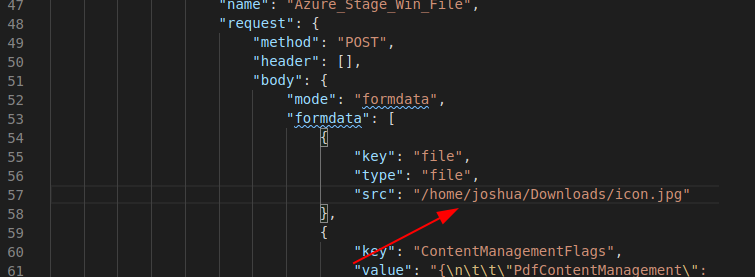 47 "name": "Azure_Stage_Win_File",
48 "request": {
49 "method": "POST",
50 "header": [],
51 "body": {
52 "mode": "formdata",
53 "formdata": [
54 {
55 "key": "file",
56 "type": "file",
57 "src": "/home/joshua/Downloads/icon.jpg"
58 },
59 {
60 "key": "ContentManagementFlags",
61 "value": "{\n\t\t\"PdfContentManagement\":